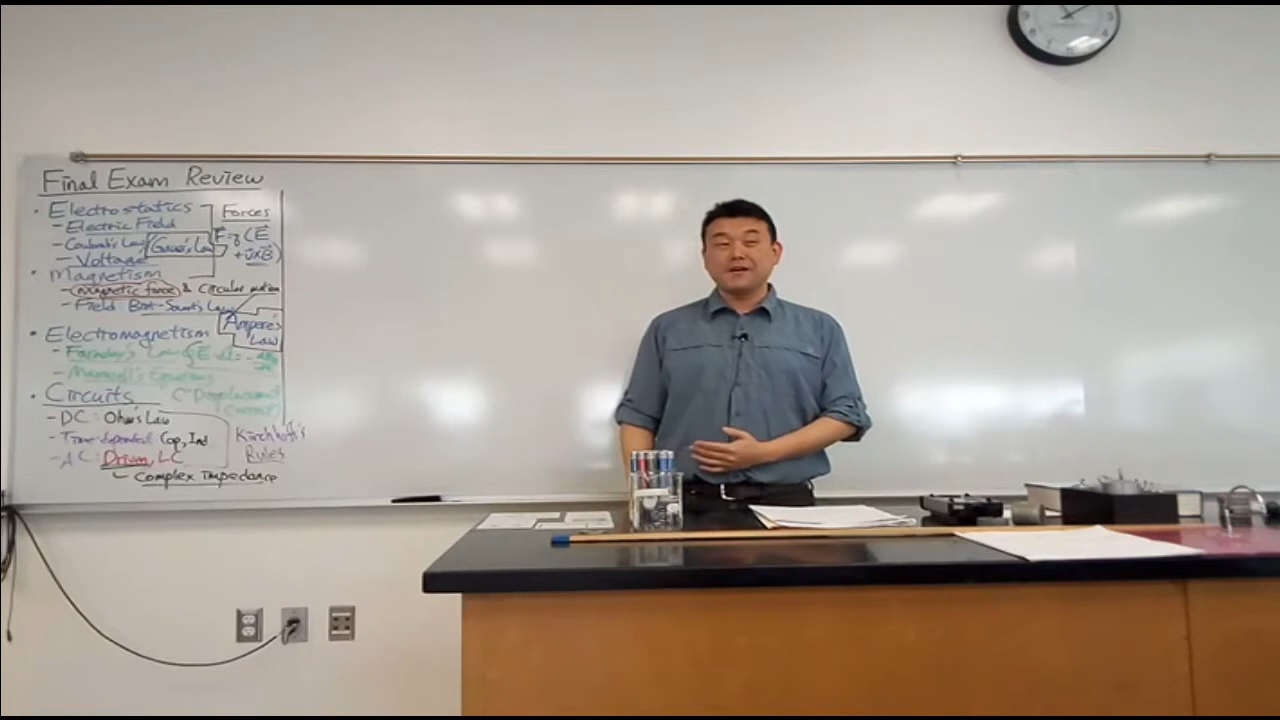 Final Exam Review
• Electrostatics
- Electric Field
- Coulomb's Law
Gauss's Law
- Voltage
Forces
F = q(E
+ v×B)
• Magnetism
- magnetic force & Circular motion
- Field: Biot-Savart's Law
Ampere's
Law
• Electromagnetism
- Faraday's Law
- Maxwell's Equations
Displacement
Current
• Circuits
- DC: Ohm's Law
- Time-dependent Cap, Ind
- AC: Driven, LC
Complex impedance
Kirchhoff's
Rules